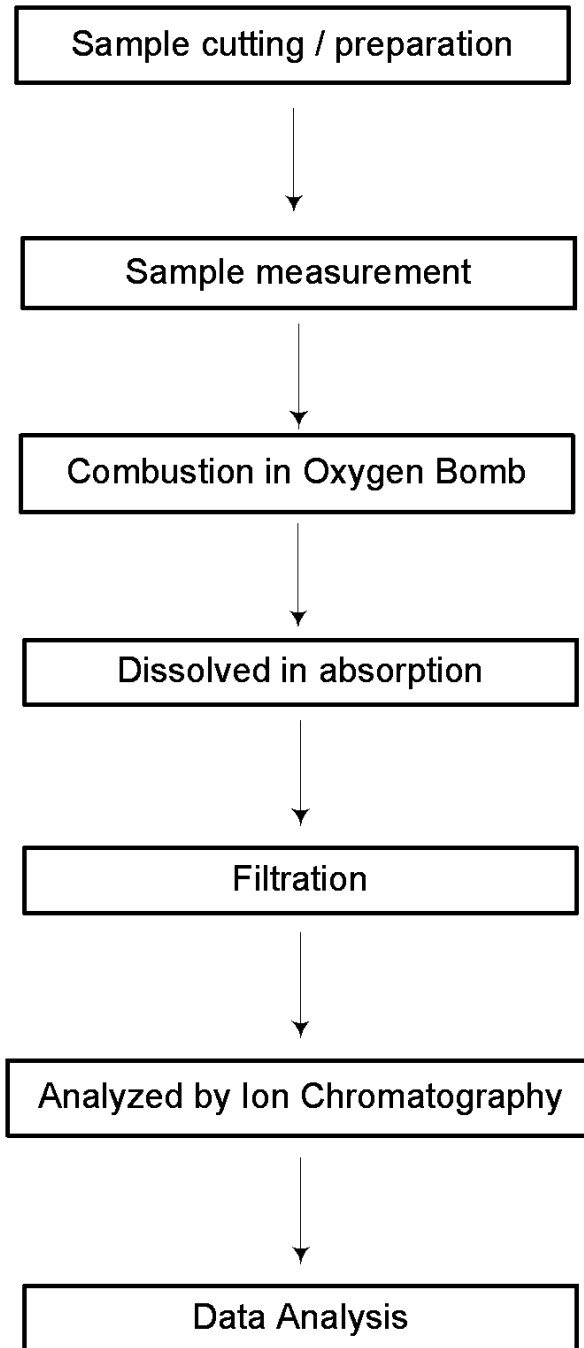 Sample cutting / preparation
Sample measurement
Combustion in Oxygen Bomb
Dissolved in absorption
Filtration
Analyzed by Ion Chromatography
Data Analysis